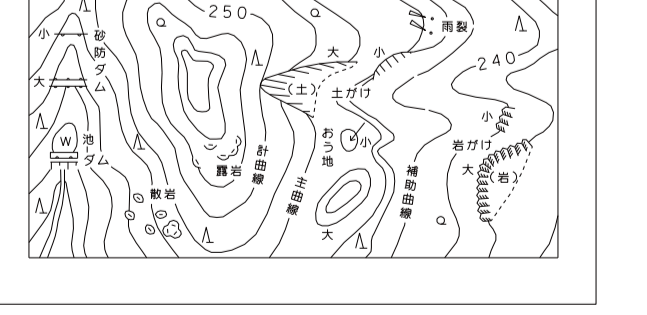 250
小
砂防ダム
雨裂
大
小
240
大
(土)
土がけ
小
W
池
ダム
おう地
小
岩がけ
計曲線
露岩
大
(岩)
主曲線
補助曲線
散岩
大